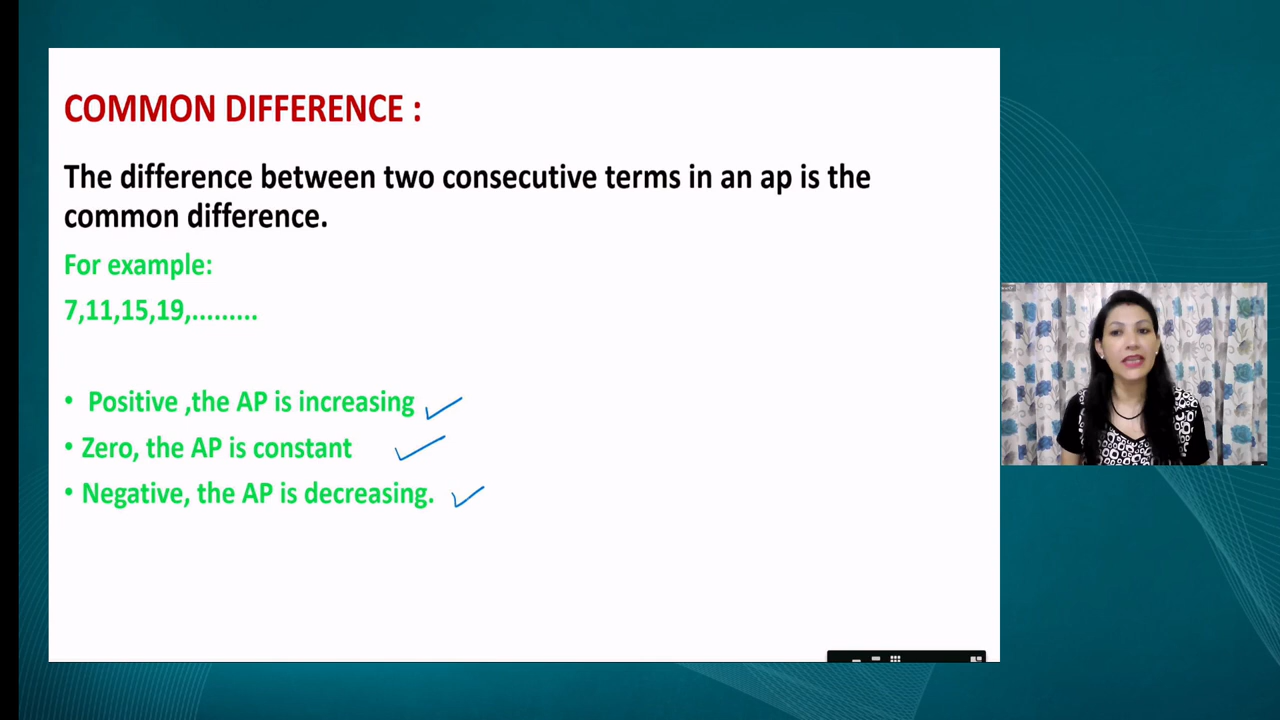 COMMON DIFFERENCE :
The difference between two consecutive terms in an ap is the
common difference.
For example:
7,11,15,19,.........
• Positive ,the AP is increasing
• Zero, the AP is constant
• Negative, the AP is decreasing.